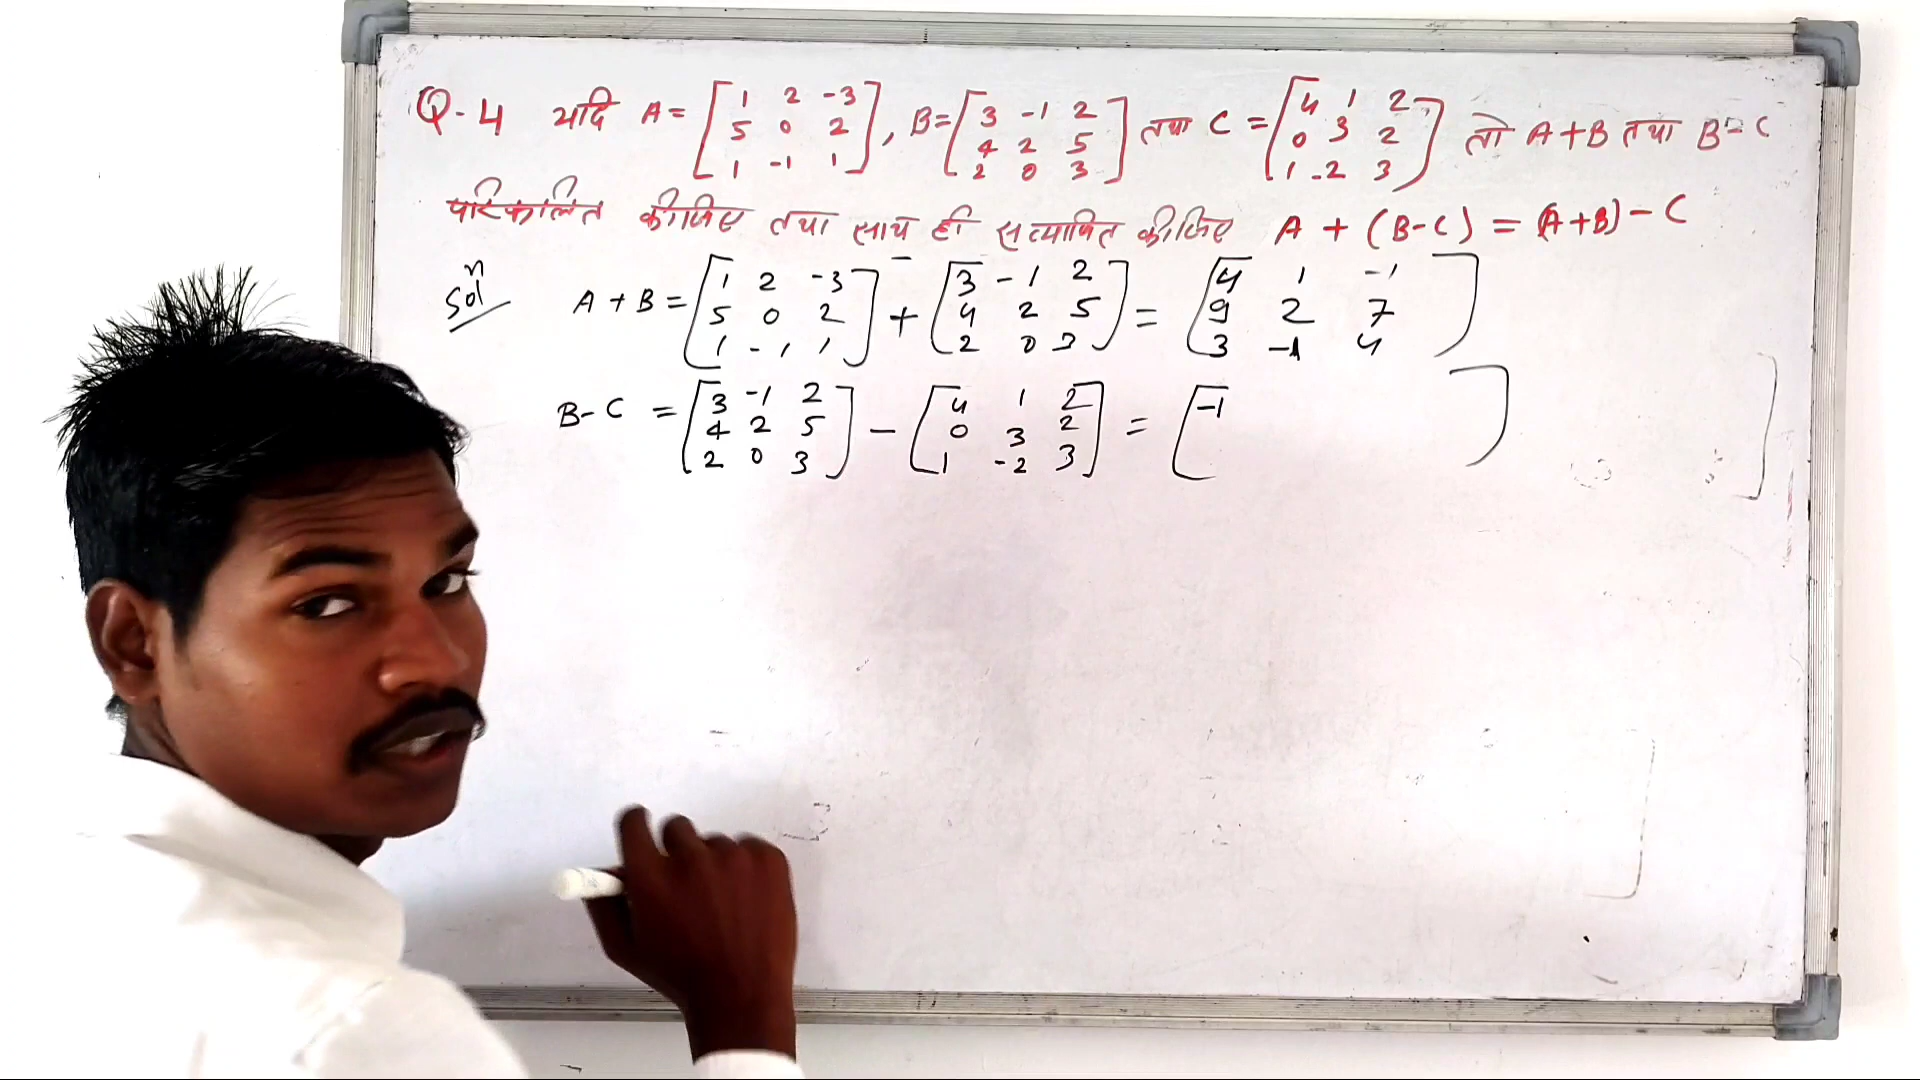 Q-4 यदि A= [1 2 -3 5 0 2 1 -1 1], B= [3 -1 2 4 2 5 2 0 3] तथा C = [4 1 2 0 3 2 1 -2 3] तो A+B तथा B-C
परिकलित कीजिए तथा साथ ही सत्यापित कीजिए A + (B-C) = (A+B) - C
Solⁿ A+B = [1 2 -3 5 0 2 1 -1 1] + [3 -1 2 4 2 5 2 0 3] = [4 1 -1 9 2 7 3 -1 4]
B-C = [3 -1 2 4 2 5 2 0 3] - [4 1 2 0 3 2 1 -2 3] = [-1 ]